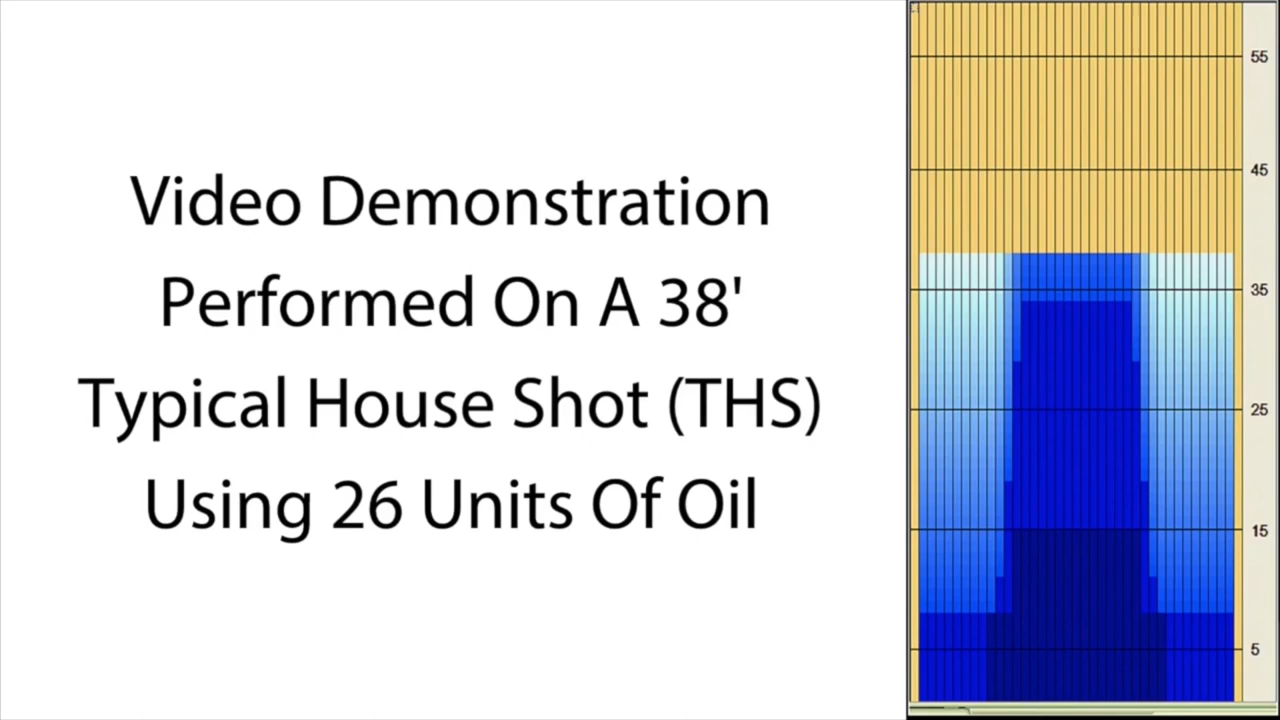 Video Demonstration
Performed On A 38'
Typical House Shot (THS)
Using 26 Units Of Oil
55
45
35
25
15
5